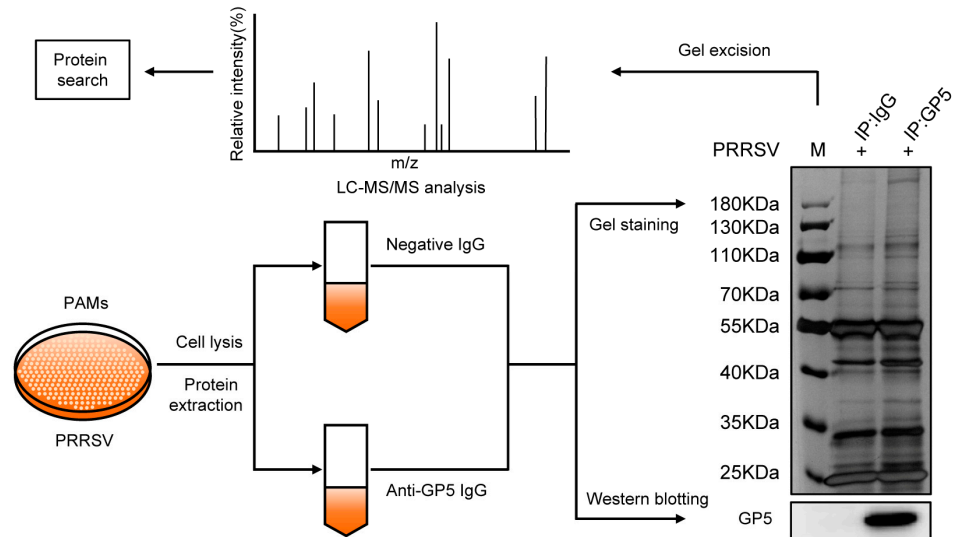 Protein
search
Relative intensity(%)
m/z
LC-MS/MS analysis
Gel excision
PRRSV
M
+ IP:IgG
+ IP:GP5
180KDa
130KDa
110KDa
70KDa
55KDa
40KDa
35KDa
25KDa
GP5
Gel staining
Western blotting
Negative IgG
Anti-GP5 IgG
Cell lysis
Protein
extraction
PAMs
PRRSV